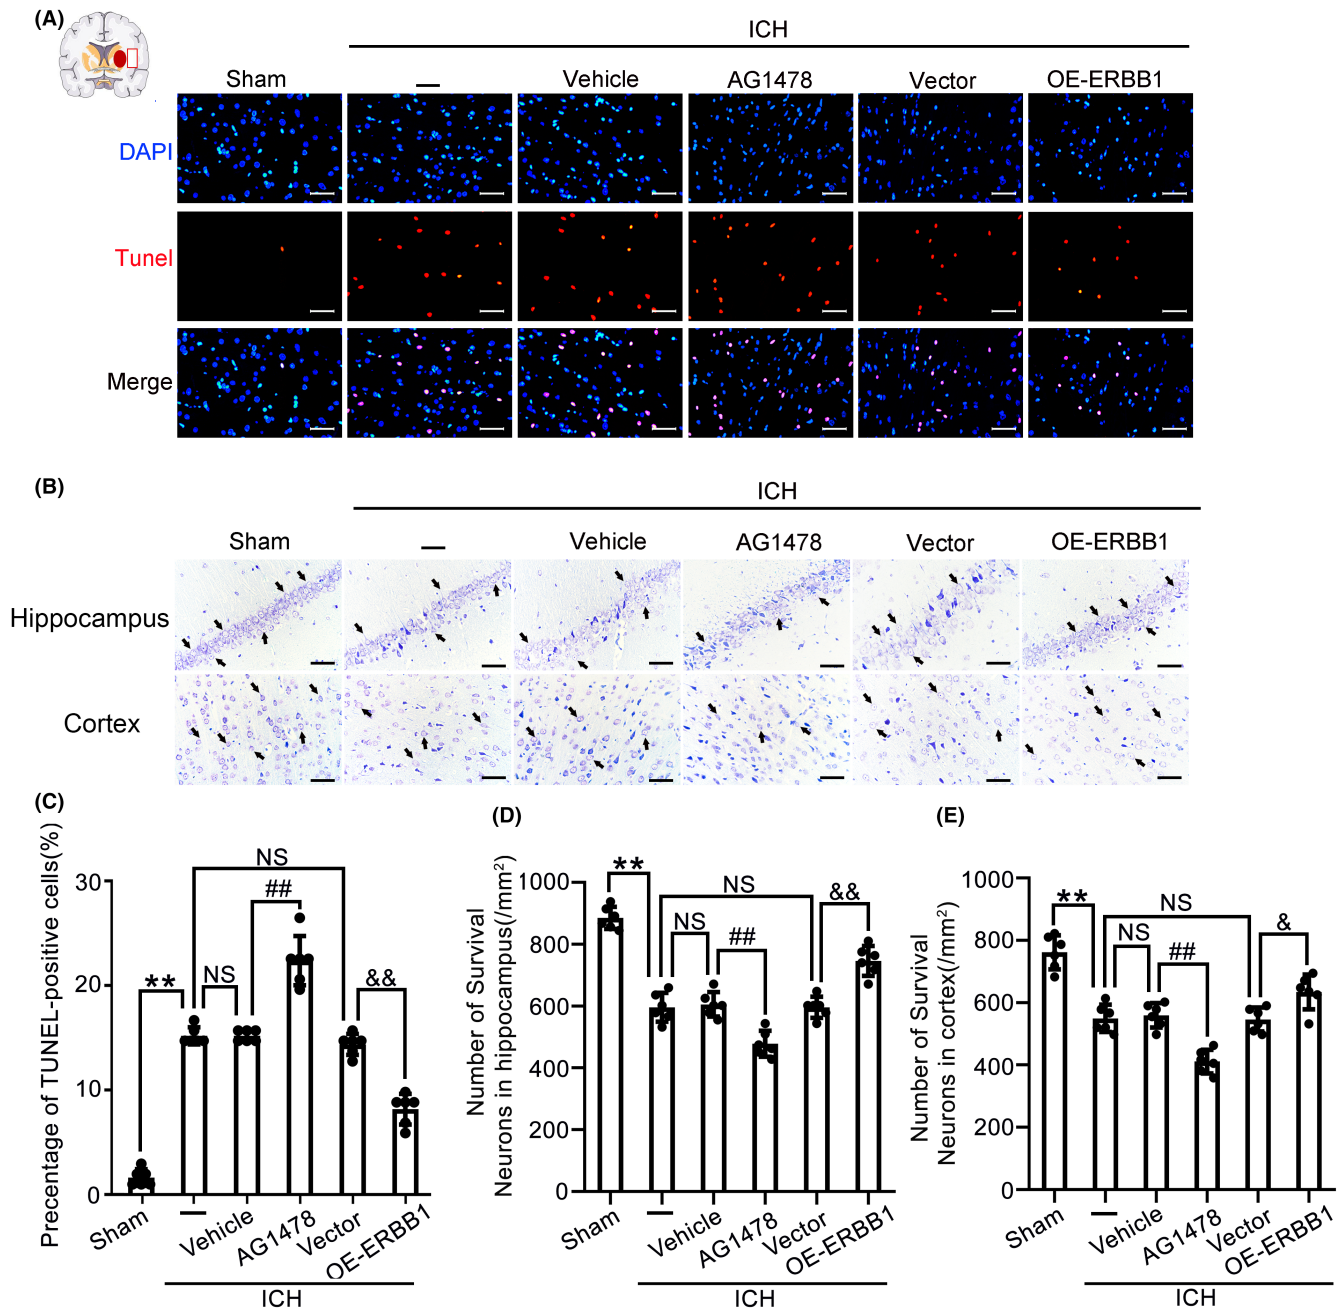 (A)
ICH
Sham — Vehicle AG1478 Vector OE-ERBB1
DAPI
Tunel
Merge
(B)
ICH
Sham — Vehicle AG1478 Vector OE-ERBB1
Hippocampus
Cortex
(C)
Precentage of TUNEL-positive cells(%)
30
20
10
0
** NS ## NS &&
Sham — Vehicle AG1478 Vector OE-ERBB1
ICH
(D)
Number of Survival
Neurons in hippocampus(/mm²)
1000
800
600
400
200
0
** NS ## NS &&
Sham — Vehicle AG1478 Vector OE-ERBB1
ICH
(E)
Number of Survival
Neurons in cortex(/mm²)
1000
800
600
400
200
0
** NS ## NS &
Sham — Vehicle AG1478 Vector OE-ERBB1
ICH